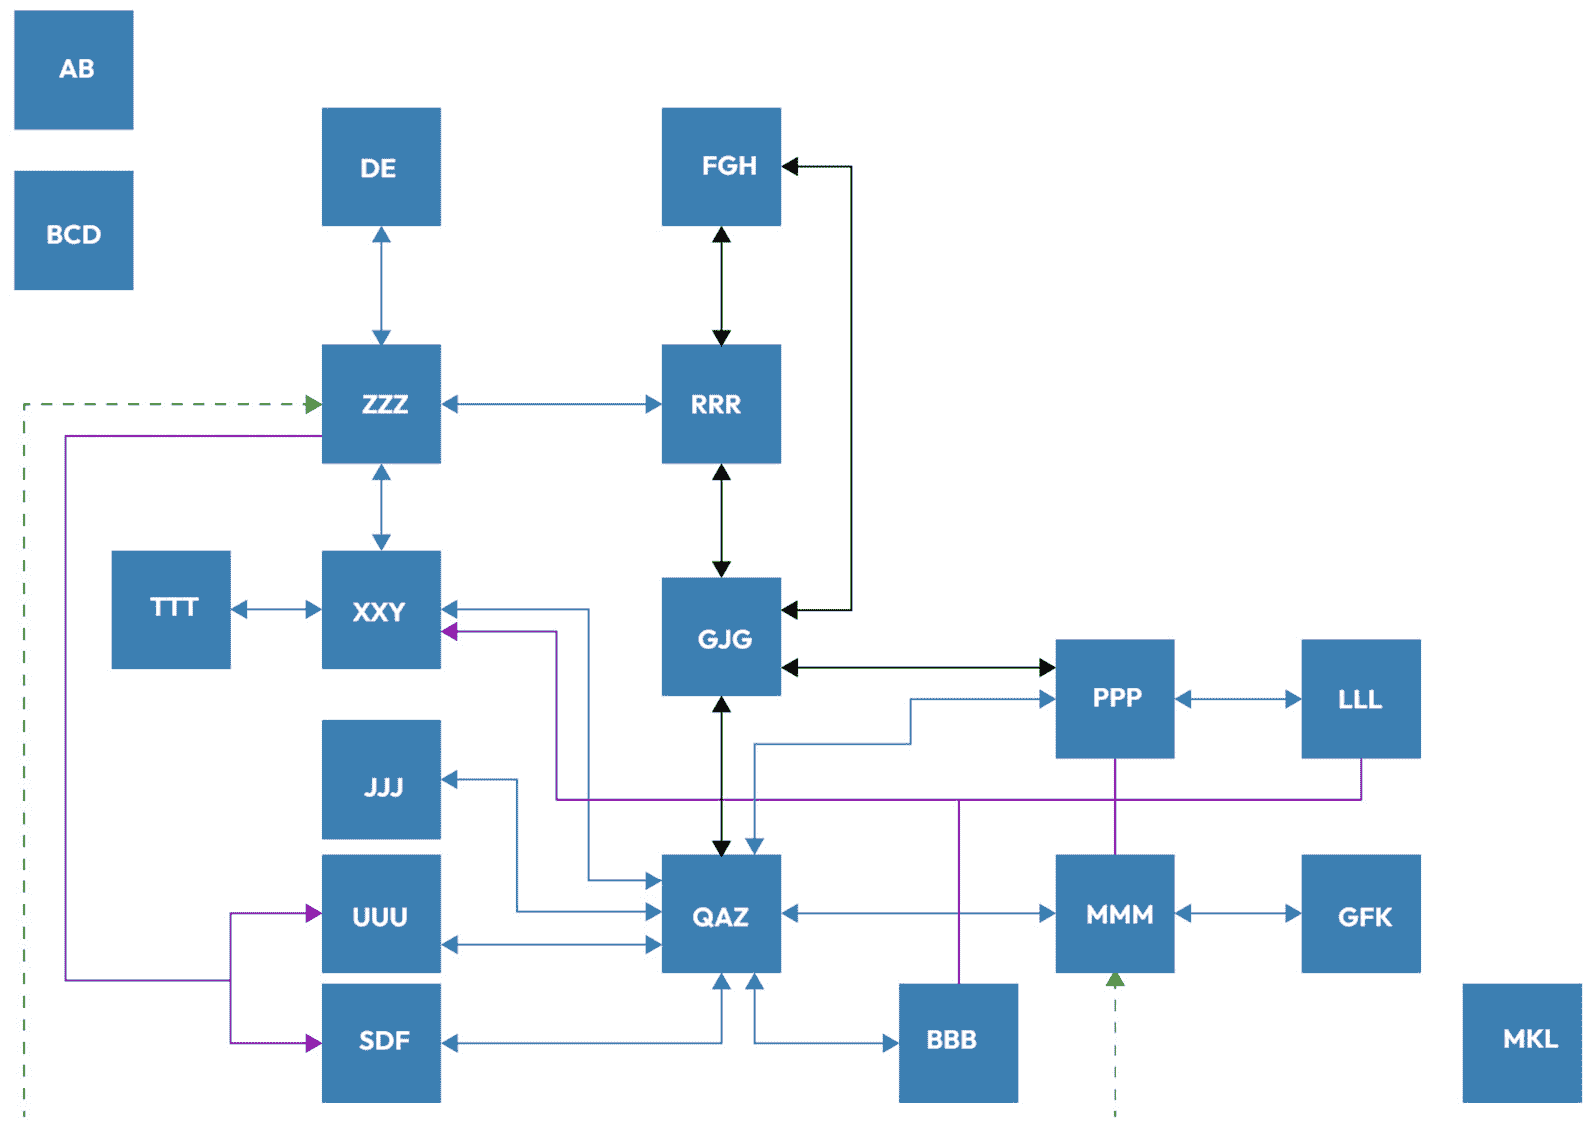 AB
DE
FGH
BCD
ZZZ
RRR
TTT
XXY
GJG
PPP
LLL
JJJ
UUU
QAZ
MMM
GFK
SDF
BBB
MKL